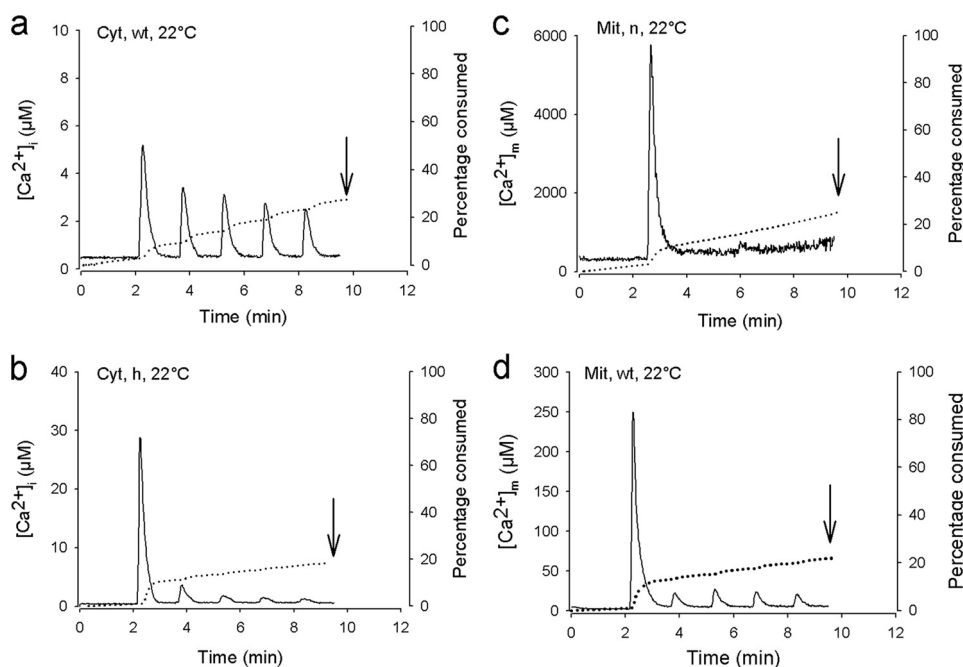 a
Cyt, wt, 22°C
10
8
6
4
2
0
[Ca2+]i (µM)
100
80
60
40
20
0
Percentage consumed
0 2 4 6 8 10 12
Time (min)
b
Cyt, h, 22°C
40
30
20
10
0
[Ca2+]i (µM)
100
80
60
40
20
0
Percentage consumed
0 2 4 6 8 10 12
Time (min)
c
Mit, n, 22°C
6000
4000
2000
0
[Ca2+]m (µM)
100
80
60
40
20
0
Percentage consumed
0 2 4 6 8 10 12
Time (min)
d
Mit, wt, 22°C
300
250
200
150
100
50
0
[Ca2+]m (µM)
100
80
60
40
20
0
Percentage consumed
0 2 4 6 8 10 12
Time (min)